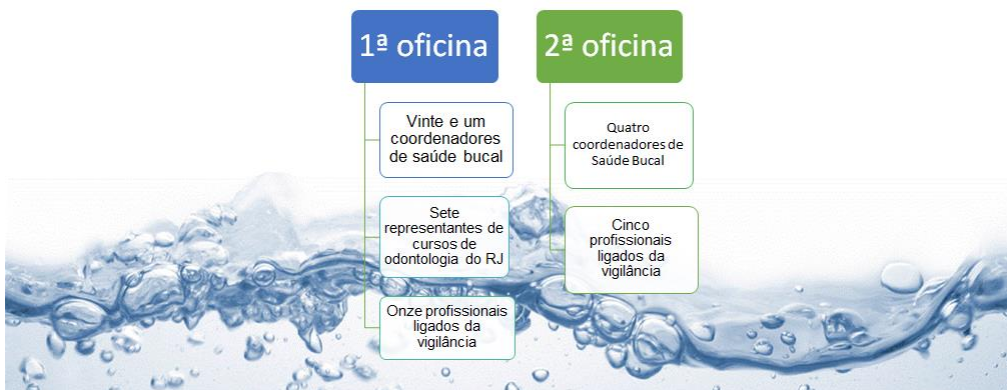 1ª oficina
Vinte e um
coordenadores
de saúde bucal
Sete
representantes de
cursos de
odontologia do RJ
Onze profissionais
ligados da
vigilância
2ª oficina
Quatro
coordenadores de
Saúde Bucal
Cinco
profissionais
ligados da
vigilância